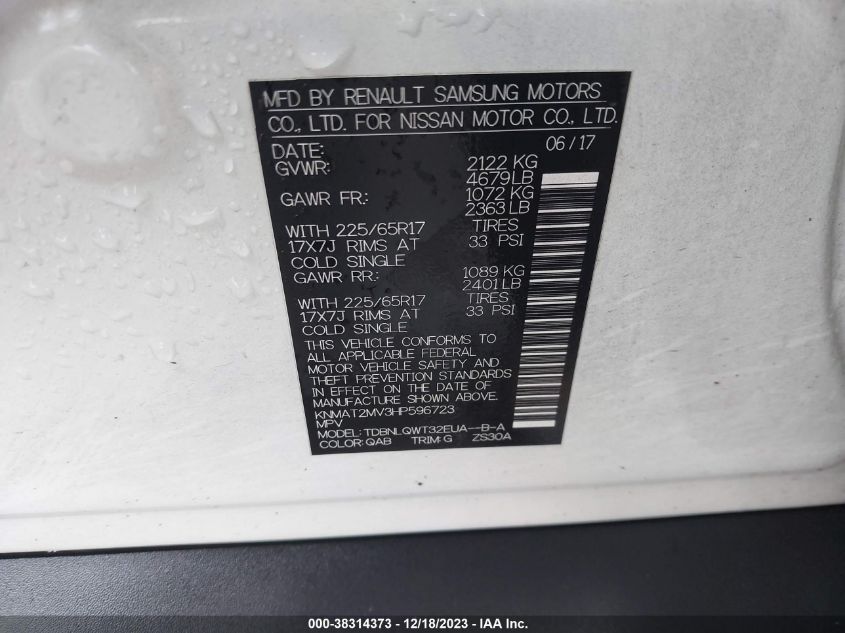 MFD BY RENAULT SAMSUNG MOTORS
CO., LTD. FOR NISSAN MOTOR CO., LTD.
DATE: 06/17
GVWR: 2122 KG
4679 LB
GAWR FR: 1072 KG
2363 LB
WITH 225/65R17 TIRES
17X7J RIMS AT 33 PSI
COLD SINGLE
GAWR RR: 1089 KG
2401 LB
WITH 225/65R17 TIRES
17X7J RIMS AT 33 PSI
COLD SINGLE
THIS VEHICLE CONFORMS TO
ALL APPLICABLE FEDERAL
MOTOR VEHICLE SAFETY AND
THEFT PREVENTION STANDARDS
IN EFFECT ON THE DATE OF
MANUFACTURE SHOWN ABOVE.
KNMAT2MV3HP596723
MPV
MODEL: TDBNLQWT32EUA--B-A
COLOR: QAB TRIM: G ZS30A
000-38314373 - 12/18/2023 - IAA Inc.